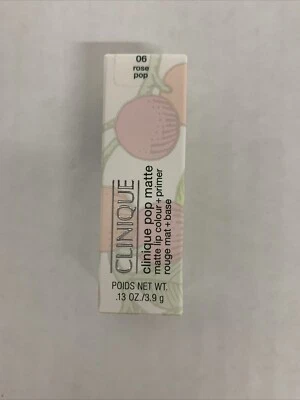 06
rose
pop
CLINIQUE
clinique pop matte
matte lip colour + primer
rouge mat + base
POIDS NET WT.
.13 OZ./3.9 g